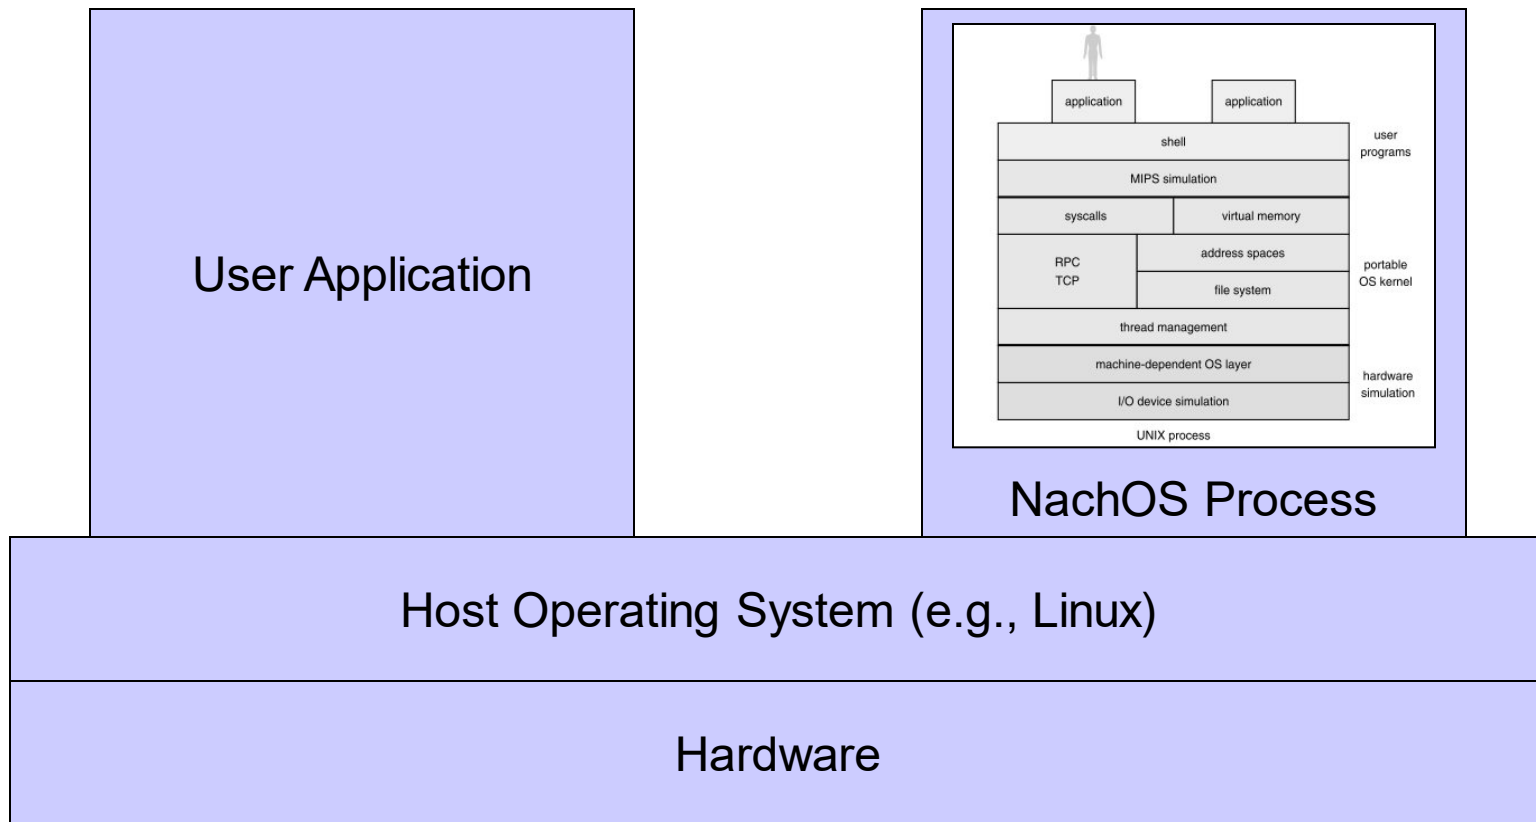 User Application
application
application
shell
user
programs
MIPS simulation
syscalls
virtual memory
RPC
TCP
address spaces
file system
portable
OS kernel
thread management
machine-dependent OS layer
I/O device simulation
hardware
simulation
UNIX process
NachOS Process
Host Operating System (e.g., Linux)
Hardware